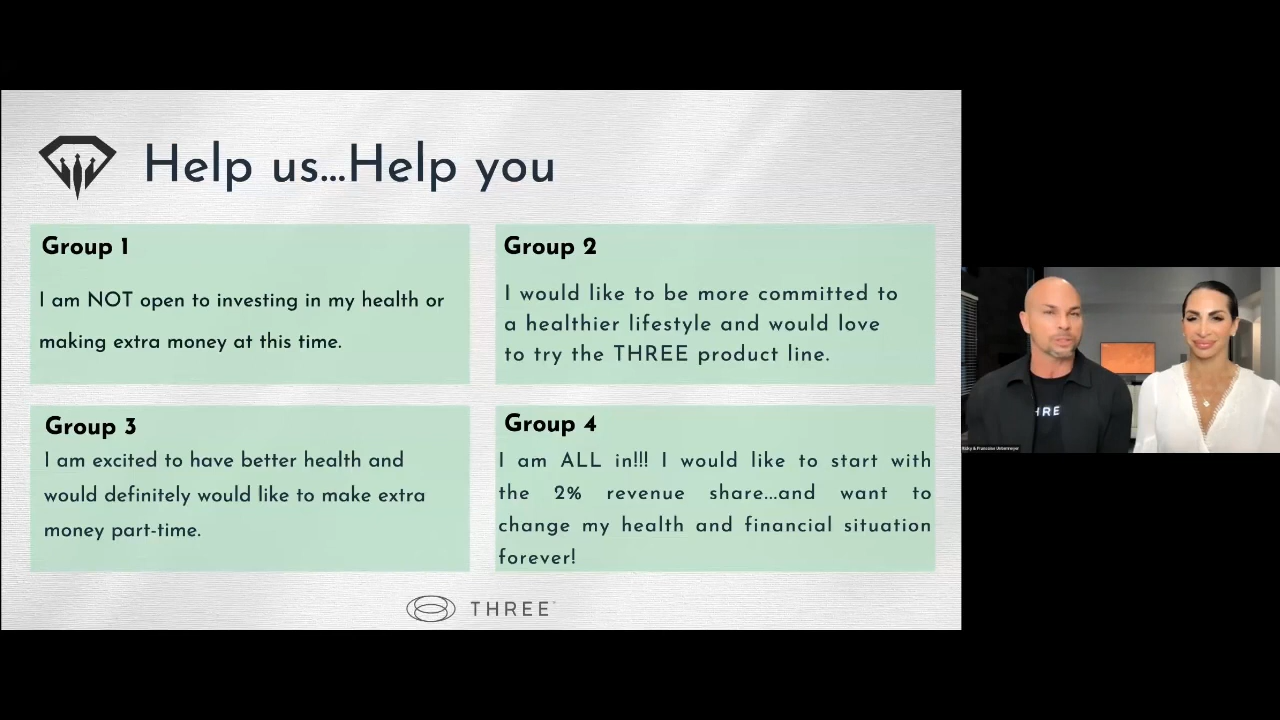 Help us...Help you
Group 1
I am NOT open to investing in my health or
making extra money at this time.
Group 2
I would like to be more committed to
a healthier lifestyle and would love
to try the THREE product line.
Group 3
I am excited to have better health and
would definitely would like to make extra
money part-time.
Group 4
I am ALL in!!! I would like to start with
the 2% revenue share...and want to
change my health and financial situation
forever!
THREE
HRE